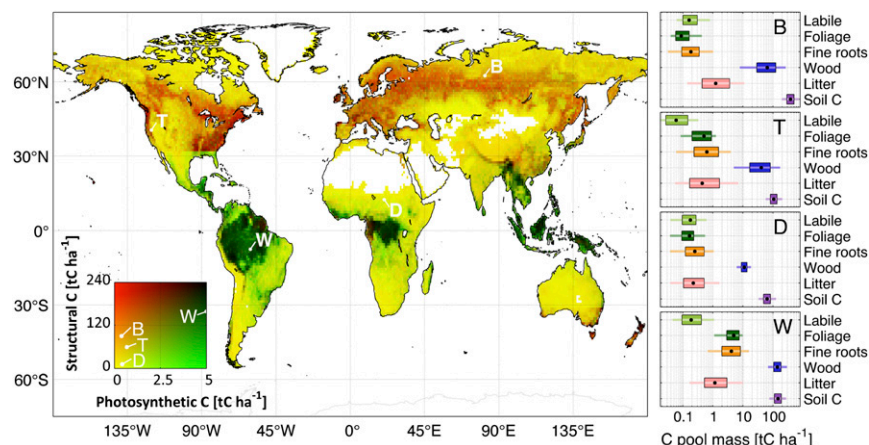 60°N
30°N
0°
30°S
60°S
135°W
90°W
45°W
0°
45°E
90°E
135°E
T
B
D
W
Structural C [tC ha⁻¹]
240
120
0
W
B
T
D
0
2.5
5
Photosynthetic C [tC ha⁻¹]
B
Labile
Foliage
Fine roots
Wood
Litter
Soil C
T
Labile
Foliage
Fine roots
Wood
Litter
Soil C
D
Labile
Foliage
Fine roots
Wood
Litter
Soil C
W
Labile
Foliage
Fine roots
Wood
Litter
Soil C
0.1 1 10 100
C pool mass [tC ha⁻¹]